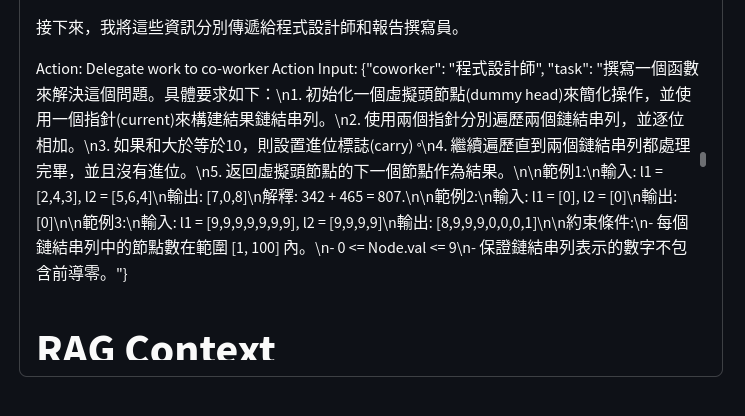 接下來，我將這些資訊分別傳遞給程式設計師和報告撰寫員。
Action: Delegate work to co-worker Action Input: {"coworker": "程式設計師", "task": "撰寫一個函數
來解決這個問題。具體要求如下：\n1. 初始化一個虛擬頭節點(dummy head)來簡化操作，並使
用一個指針(current)來構建結果鏈結串列。\n2. 使用兩個指針分別遍歷兩個鏈結串列，並逐位
相加。\n3. 如果和大於等於10，則設置進位標誌(carry)。\n4. 繼續遍歷直到兩個鏈結串列都處理
完畢，並且沒有進位。\n5. 返回虛擬頭節點的下一個節點作為結果。\n\n範例1:\n輸入: l1 =
[2,4,3], l2 = [5,6,4]\n輸出: [7,0,8]\n解釋: 342 + 465 = 807.\n\n範例2:\n輸入: l1 = [0], l2 = [0]\n輸出:
[0]\n\n範例3:\n輸入: l1 = [9,9,9,9,9,9,9], l2 = [9,9,9,9]\n輸出: [8,9,9,9,0,0,0,1]\n\n約束條件:\n- 每個
鏈結串列中的節點數在範圍 [1, 100] 內。\n- 0 <= Node.val <= 9\n- 保證鏈結串列表示的數字不包
含前導零。"}
RAG Context